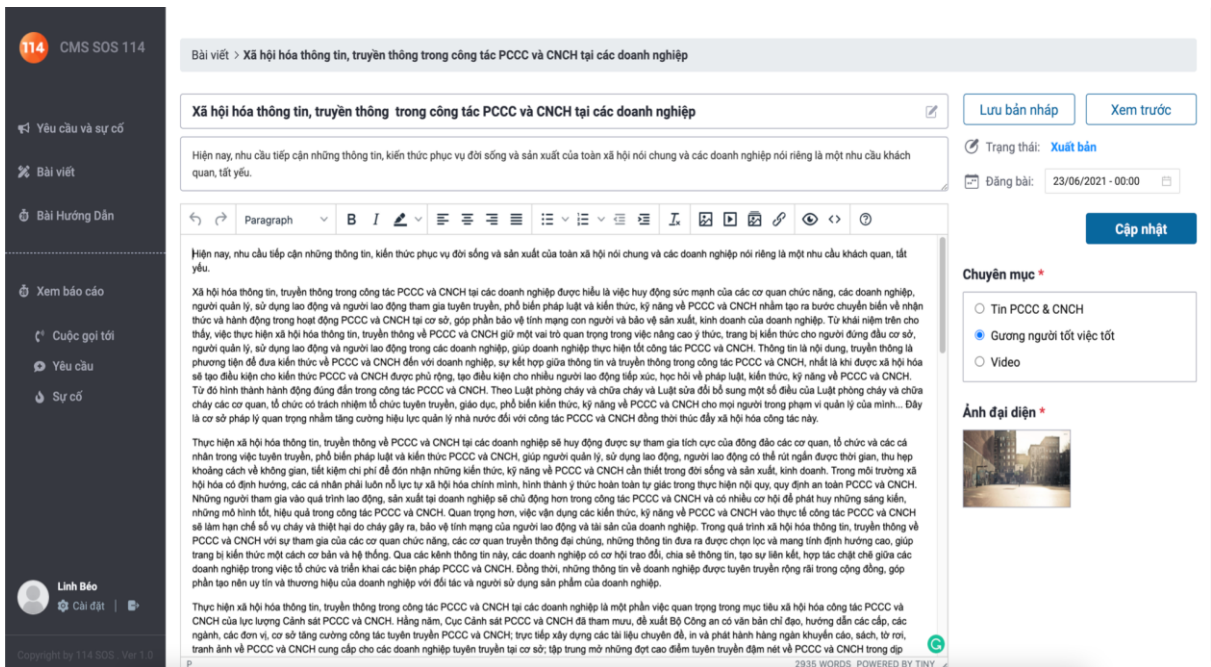 114 CMS SOS 114
Yêu cầu và sự cố
Bài viết
Bài Hướng Dẫn
Xem báo cáo
Cuộc gọi tới
Yêu cầu
Sự cố
Linh Béo
Cài đặt
Copyright by 114 SOS . Ver 1.0
Bài viết > Xã hội hóa thông tin, truyền thông trong công tác PCCC và CNCH tại các doanh nghiệp
Xã hội hóa thông tin, truyền thông trong công tác PCCC và CNCH tại các doanh nghiệp
Hiện nay, nhu cầu tiếp cận những thông tin, kiến thức phục vụ đời sống và sản xuất của toàn xã hội nói chung và các doanh nghiệp nói riêng là một nhu cầu khách
quan, tất yếu.
Paragraph
B I
Hiện nay, nhu cầu tiếp cận những thông tin, kiến thức phục vụ đời sống và sản xuất của toàn xã hội nói chung và các doanh nghiệp nói riêng là một nhu cầu khách quan, tất
yếu.
Xã hội hóa thông tin, truyền thông trong công tác PCCC và CNCH tại các doanh nghiệp được hiểu là việc huy động sức mạnh của các cơ quan chức năng, các doanh nghiệp,
người quản lý, sử dụng lao động và người lao động tham gia tuyên truyền, phổ biến pháp luật và kiến thức, kỹ năng về PCCC và CNCH nhằm tạo ra bước chuyển biến về nhận
thức và hành động trong hoạt động PCCC và CNCH tại cơ sở, góp phần bảo vệ tính mạng con người và bảo vệ sản xuất, kinh doanh của doanh nghiệp. Từ khái niệm trên cho
thấy, việc thực hiện xã hội hóa thông tin, truyền thông về PCCC và CNCH giữ một vai trò quan trọng trong việc nâng cao ý thức, trang bị kiến thức cho người đứng đầu cơ sở,
người quản lý, sử dụng lao động và người lao động trong các doanh nghiệp, giúp doanh nghiệp thực hiện tốt công tác PCCC và CNCH. Thông tin là nội dung, truyền thông là
phương tiện để đưa kiến thức về PCCC và CNCH đến với doanh nghiệp, sự kết hợp giữa thông tin và truyền thông trong công tác PCCC và CNCH, nhất là khi được xã hội hóa
sẽ tạo điều kiện cho kiến thức PCCC và CNCH được phủ rộng, tạo điều kiện cho nhiều người lao động tiếp xúc, học hỏi về pháp luật, kiến thức, kỹ năng về PCCC và CNCH.
Từ đó hình thành hành động đúng đắn trong công tác PCCC và CNCH. Theo Luật phòng cháy và chữa cháy và Luật sửa đổi bổ sung một số điều của Luật phòng cháy và chữa
cháy các cơ quan, tổ chức có trách nhiệm tổ chức tuyên truyền, giáo dục, phổ biến kiến thức, kỹ năng về PCCC và CNCH cho mọi người trong phạm vi quản lý của mình... Đây
là cơ sở pháp lý quan trọng nhằm tăng cường hiệu lực quản lý nhà nước đối với công tác PCCC và CNCH đồng thời thúc đẩy xã hội hóa công tác này.
Thực hiện xã hội hóa thông tin, truyền thông về PCCC và CNCH tại các doanh nghiệp sẽ huy động được sự tham gia tích cực của đông đảo các cơ quan, tổ chức và các cá
nhân trong việc tuyên truyền, phổ biến pháp luật và kiến thức PCCC và CNCH, giúp người quản lý, sử dụng lao động, người lao động có thể rút ngắn được thời gian, thu hẹp
khoảng cách về không gian, tiết kiệm chi phí để đón nhận những kiến thức, kỹ năng về PCCC và CNCH cần thiết trong đời sống và sản xuất, kinh doanh. Trong môi trường xã
hội hóa có định hướng, các cá nhân phải luôn nỗ lực tự xã hội hóa chính mình, hình thành ý thức hoàn toàn tự giác trong thực hiện nội quy, quy định an toàn PCCC và CNCH.
Những người tham gia vào quá trình lao động, sản xuất tại doanh nghiệp sẽ chủ động hơn trong công tác PCCC và CNCH và có nhiều cơ hội để phát huy những sáng kiến,
những mô hình tốt, hiệu quả trong công tác PCCC và CNCH. Quan trọng hơn, việc vận dụng các kiến thức, kỹ năng về PCCC và CNCH vào thực tế công tác PCCC và CNCH
sẽ làm hạn chế số vụ cháy và thiệt hại do cháy gây ra, bảo vệ tính mạng của người lao động và tài sản của doanh nghiệp. Trong quá trình xã hội hóa thông tin, truyền thông về
PCCC và CNCH với sự tham gia của các cơ quan chức năng, các cơ quan truyền thông đại chúng, những thông tin đưa ra được chọn lọc và mang tính định hướng cao, giúp
trang bị kiến thức một cách cơ bản và hệ thống. Qua các kênh thông tin này, các doanh nghiệp có cơ hội trao đổi, chia sẻ thông tin, tạo sự liên kết, hợp tác chặt chẽ giữa các
doanh nghiệp trong việc tổ chức và triển khai các biện pháp PCCC và CNCH. Đồng thời, những thông tin về doanh nghiệp được tuyên truyền rộng rãi trong cộng đồng, góp
phần tạo nên uy tín và thương hiệu của doanh nghiệp với đối tác và người sử dụng sản phẩm của doanh nghiệp.
Thực hiện xã hội hóa thông tin, truyền thông trong công tác PCCC và CNCH tại các doanh nghiệp là một phần việc quan trọng trong mục tiêu xã hội hóa công tác PCCC và
CNCH của lực lượng Cảnh sát PCCC và CNCH. Hằng năm, Cục Cảnh sát PCCC và CNCH đã tham mưu, đề xuất Bộ Công an có văn bản chỉ đạo, hướng dẫn các cấp, các
ngành, các đơn vị, cơ sở tăng cường công tác tuyên truyền PCCC và CNCH; trực tiếp xây dựng các tài liệu chuyên đề, in và phát hành hàng ngàn khuyến cáo, sách, tờ rơi,
tranh ảnh về PCCC và CNCH cung cấp cho các doanh nghiệp tuyên truyền tại cơ sở; tập trung mở những đợt cao điểm tuyên truyền đậm nét về PCCC và CNCH trong dịp
P 2935 WORDS POWERED BY TINY
Lưu bản nháp Xem trước
Trạng thái: Xuất bản
Đăng bài: 23/06/2021 - 00:00
Cập nhật
Chuyên mục *
Tin PCCC & CNCH
Gương người tốt việc tốt
Video
Ảnh đại diện *